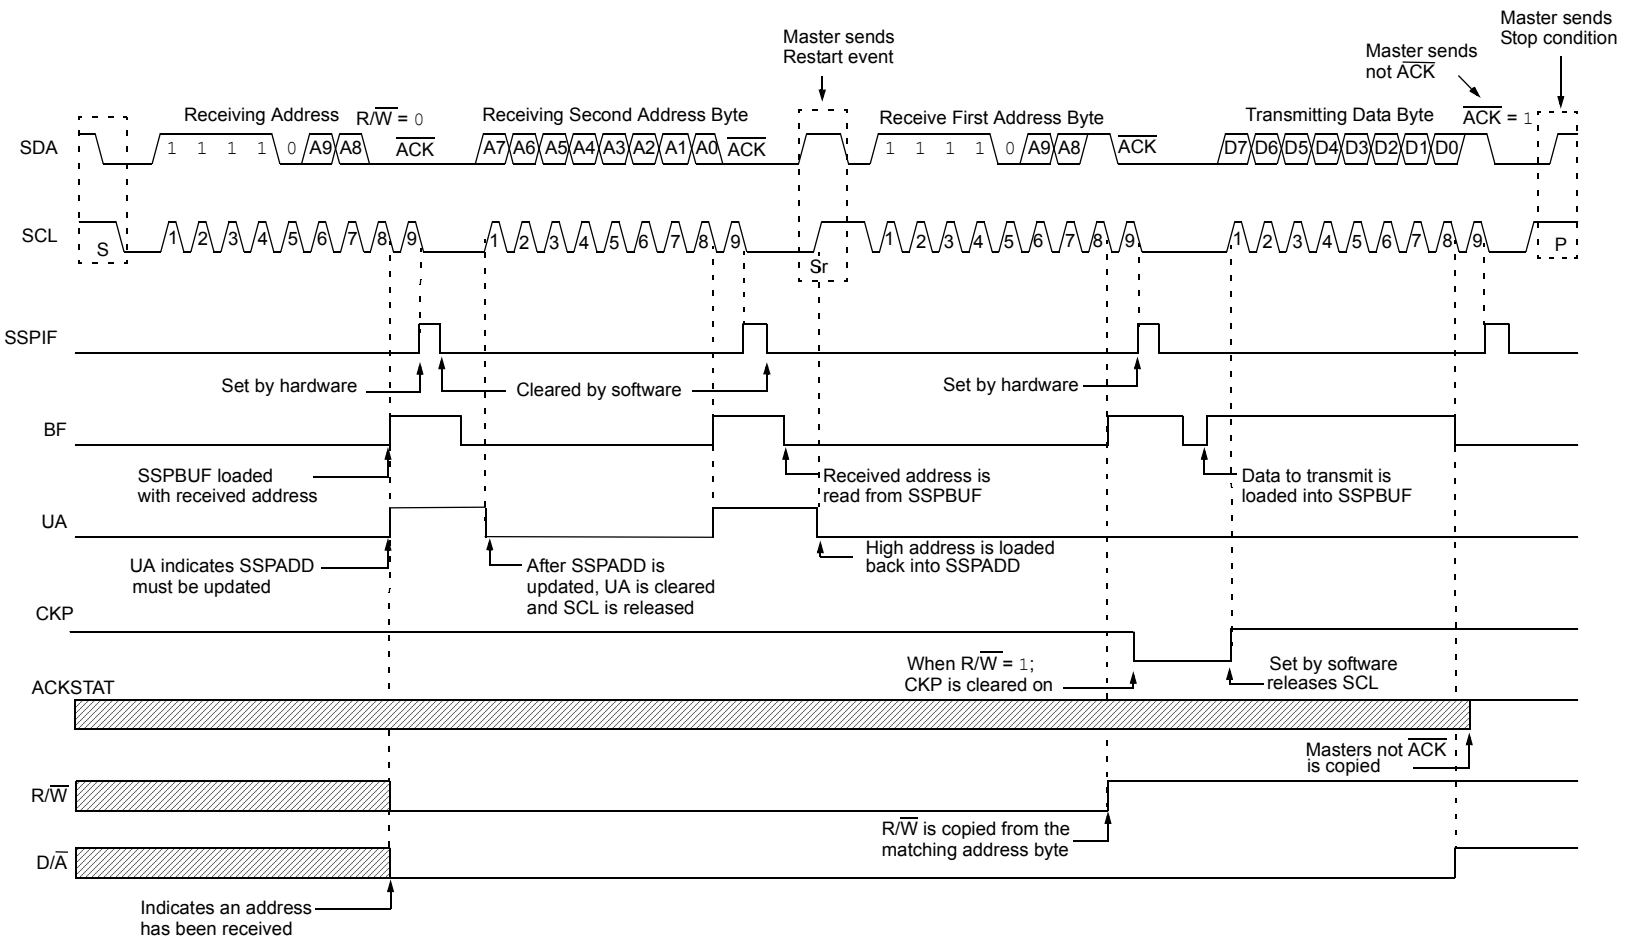 Master sends
Stop condition
Master sends
Restart event
Master sends
not ACK
Receiving Address R/W = 0
Receiving Second Address Byte
Receive First Address Byte
Transmitting Data Byte
ACK = 1
SDA
1 1 1 1 0 A9 A8 ACK
A7 A6 A5 A4 A3 A2 A1 A0 ACK
1 1 1 1 0 A9 A8 ACK
D7 D6 D5 D4 D3 D2 D1 D0
SCL
S
1 2 3 4 5 6 7 8 9
1 2 3 4 5 6 7 8 9
Sr
1 2 3 4 5 6 7 8 9
1 2 3 4 5 6 7 8 9
P
SSPIF
Set by hardware
Cleared by software
Set by hardware
BF
SSPBUF loaded
with received address
Received address is
read from SSPBUF
Data to transmit is
loaded into SSPBUF
UA
UA indicates SSPADD
must be updated
After SSPADD is
updated, UA is cleared
and SCL is released
High address is loaded
back into SSPADD
CKP
When R/W = 1;
CKP is cleared on
Set by software
releases SCL
ACKSTAT
Masters not ACK
is copied
R/W
R/W is copied from the
matching address byte
D/A
Indicates an address
has been received